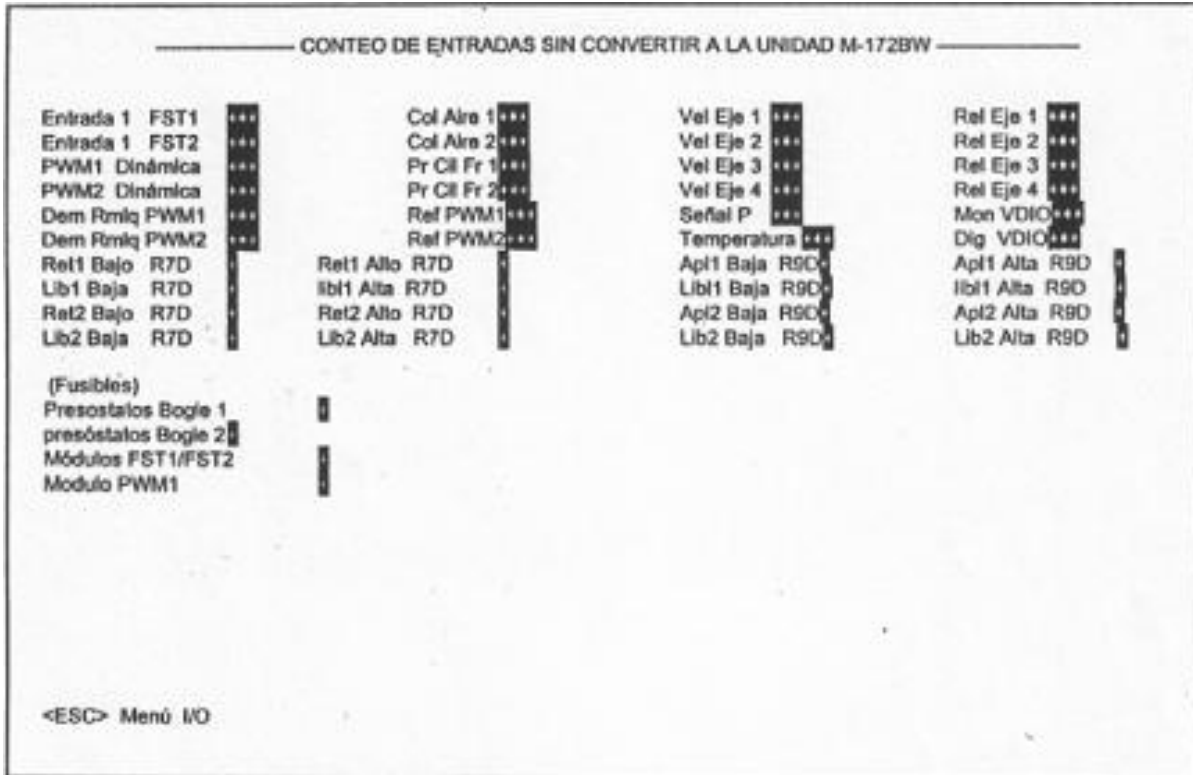 CONTEO DE ENTRADAS SIN CONVERTIR A LA UNIDAD M-172BW
Entrada 1 FST1 *** Col Aire 1 *** Vel Eje 1 *** Rel Eje 1 ***
Entrada 1 FST2 *** Col Aire 2 *** Vel Eje 2 *** Rel Eje 2 ***
PWM1 Dinámica *** Pr Cil Fr 1 *** Vel Eje 3 *** Rel Eje 3 ***
PWM2 Dinámica *** Pr Cil Fr 2 *** Vel Eje 4 *** Rel Eje 4 ***
Dem Rmlq PWM1 *** Ref PWM1 *** Señal P *** Mon VDIO ***
Dem Rmlq PWM2 *** Ref PWM2 *** Temperatura *** Dig VDIO ***
Ret1 Bajo R7D * Ret1 Alto R7D * Apl1 Baja R9D * Apl1 Alta R9D *
Lib1 Baja R7D * libl1 Alta R7D * Libl1 Baja R9D * libl1 Alta R9D *
Ret2 Bajo R7D * Ret2 Alto R7D * Apl2 Baja R9D * Apl2 Alta R9D *
Lib2 Baja R7D * Lib2 Alta R7D * Lib2 Baja R9D * Lib2 Alta R9D *
(Fusibles)
Presostatos Bogie 1 *
presóstatos Bogie 2 *
Módulos FST1/FST2 *
Modulo PWM1 *
<ESC> Menú I/O